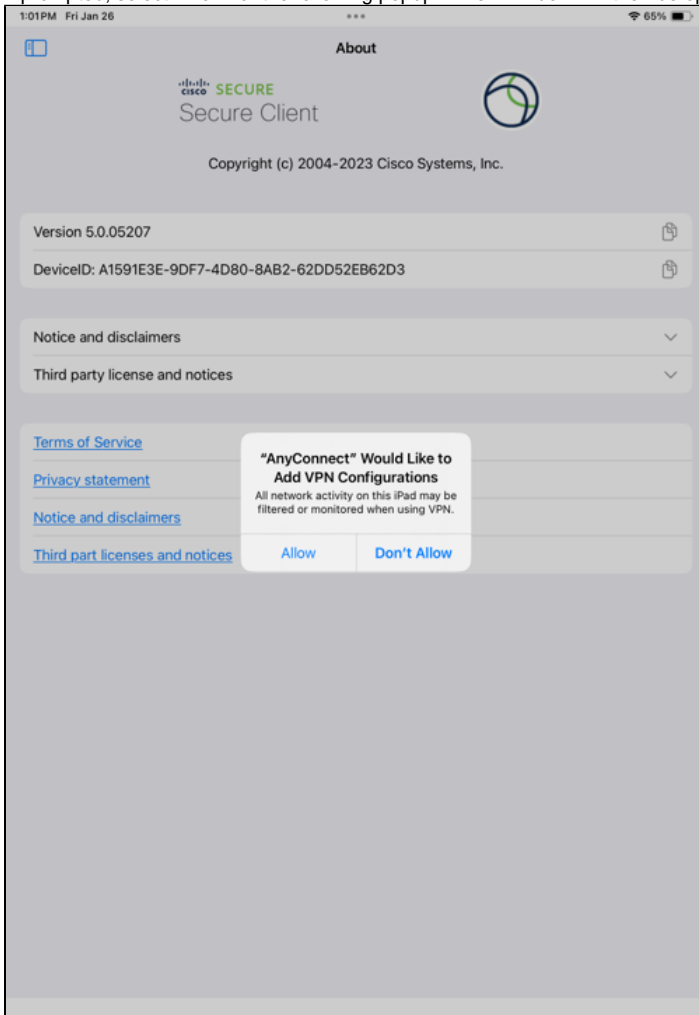 1:01PM Fri Jan 26
65%
About
cisco SECURE
Secure Client
Copyright (c) 2004-2023 Cisco Systems, Inc.
Version 5.0.05207
DeviceID: A1591E3E-9DF7-4D80-8AB2-62DD52EB62D3
Notice and disclaimers
Third party license and notices
Terms of Service
Privacy statement
Notice and disclaimers
Third part licenses and notices
“AnyConnect” Would Like to
Add VPN Configurations
All network activity on this iPad may be
filtered or monitored when using VPN.
Allow
Don't Allow